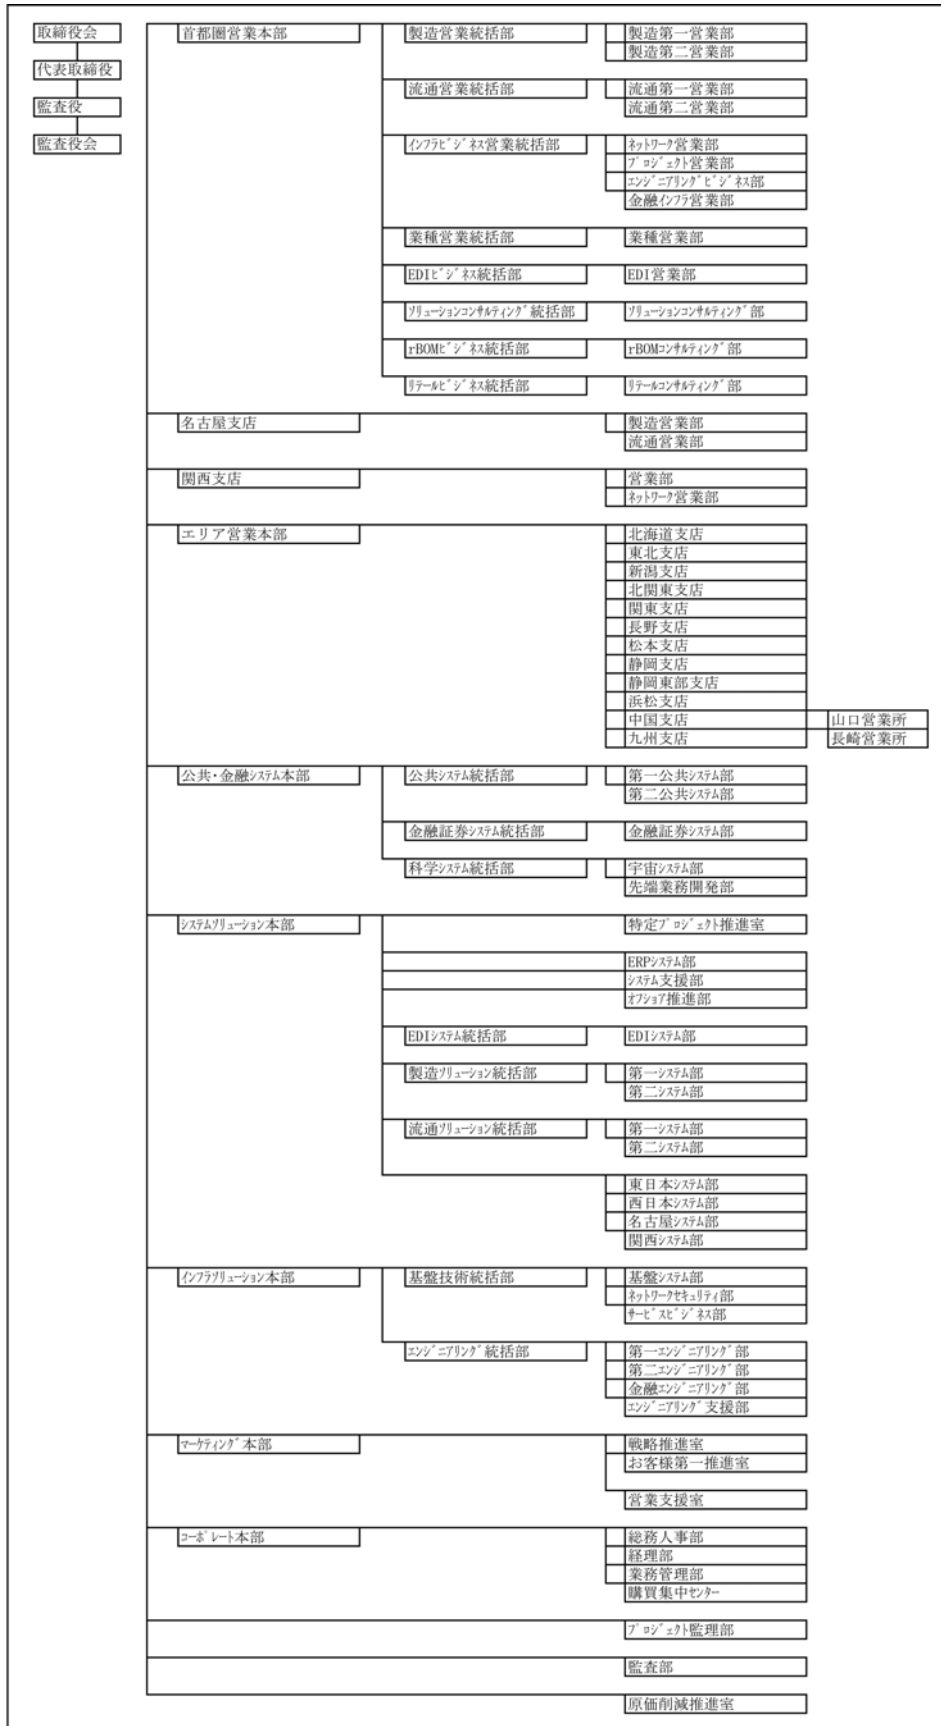 取締役会
代表取締役
監査役
監査役会
首都圏営業本部 製造営業統括部 製造第一営業部
製造第二営業部
流通営業統括部 流通第一営業部
流通第二営業部
ｲﾝﾌﾗﾋﾞｼﾞﾈｽ営業統括部 ﾈｯﾄﾜｰｸ営業部
ﾌﾟﾛｼﾞｪｸﾄ営業部
ｴﾝｼﾞﾆｱﾘﾝｸﾞﾋﾞｼﾞﾈｽ部
金融ｲﾝﾌﾗ営業部
業種営業統括部 業種営業部
EDIﾋﾞｼﾞﾈｽ統括部 EDI営業部
ｿﾘｭｰｼｮﾝｺﾝｻﾙﾃｨﾝｸﾞ統括部 ｿﾘｭｰｼｮﾝｺﾝｻﾙﾃｨﾝｸﾞ部
rBOMﾋﾞｼﾞﾈｽ統括部 rBOMｺﾝｻﾙﾃｨﾝｸﾞ部
ﾘﾃｰﾙﾋﾞｼﾞﾈｽ統括部 ﾘﾃｰﾙｺﾝｻﾙﾃｨﾝｸﾞ部
名古屋支店 製造営業部
流通営業部
関西支店 営業部
ﾈｯﾄﾜｰｸ営業部
エリア営業本部 北海道支店
東北支店
新潟支店
北関東支店
関東支店
長野支店
松本支店
静岡支店
静岡東部支店
浜松支店
中国支店 山口営業所
九州支店 長崎営業所
公共・金融ｼｽﾃﾑ本部 公共ｼｽﾃﾑ統括部 第一公共ｼｽﾃﾑ部
第二公共ｼｽﾃﾑ部
金融証券ｼｽﾃﾑ統括部 金融証券ｼｽﾃﾑ部
科学ｼｽﾃﾑ統括部 宇宙ｼｽﾃﾑ部
先端業務開発部
ｼｽﾃﾑｿﾘｭｰｼｮﾝ本部 特定ﾌﾟﾛｼﾞｪｸﾄ推進室
ERPｼｽﾃﾑ部
ｼｽﾃﾑ支援部
ｵﾌｼｮｱ推進部
EDIｼｽﾃﾑ統括部 EDIｼｽﾃﾑ部
製造ｿﾘｭｰｼｮﾝ統括部 第一ｼｽﾃﾑ部
第二ｼｽﾃﾑ部
流通ｿﾘｭｰｼｮﾝ統括部 第一ｼｽﾃﾑ部
第二ｼｽﾃﾑ部
東日本ｼｽﾃﾑ部
西日本ｼｽﾃﾑ部
名古屋ｼｽﾃﾑ部
関西ｼｽﾃﾑ部
ｲﾝﾌﾗｿﾘｭｰｼｮﾝ本部 基盤技術統括部 基盤ｼｽﾃﾑ部
ﾈｯﾄﾜｰｸｾｷｭﾘﾃｨ部
ｻｰﾋﾞｽﾋﾞｼﾞﾈｽ部
ｴﾝｼﾞﾆｱﾘﾝｸﾞ統括部 第一ｴﾝｼﾞﾆｱﾘﾝｸﾞ部
第二ｴﾝｼﾞﾆｱﾘﾝｸﾞ部
金融ｴﾝｼﾞﾆｱﾘﾝｸﾞ部
ｴﾝｼﾞﾆｱﾘﾝｸﾞ支援部
ﾏｰｹﾃｨﾝｸﾞ本部 戦略推進室
お客様第一推進室
営業支援室
ｺｰﾎﾟﾚｰﾄ本部 総務人事部
経理部
業務管理部
購買集中ｾﾝﾀｰ
ﾌﾟﾛｼﾞｪｸﾄ監理部
監査部
原価削減推進室